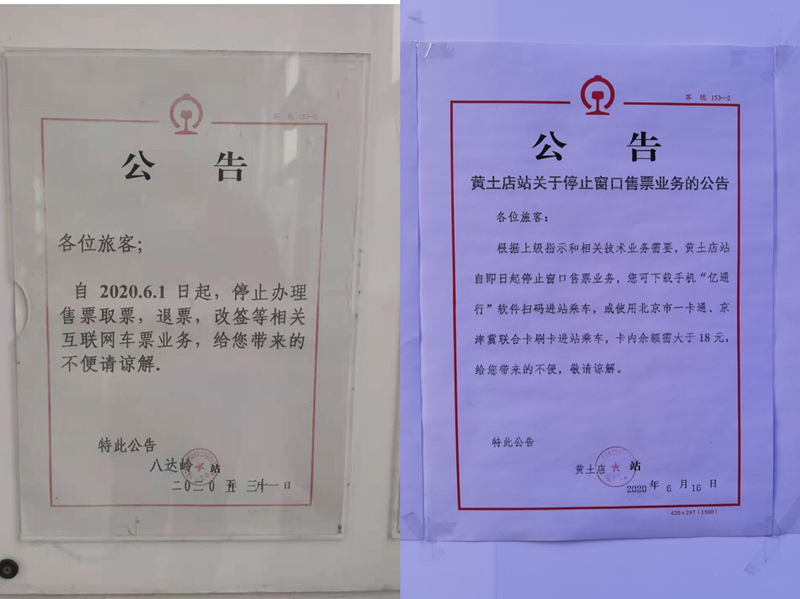 客 统 153—2
公 告
各位旅客;
自 2020.6.1 日起，停止办理
售票取票，退票，改签等相关
互联网车票业务，给您带来的
不便请谅解.
特此公告
八达岭 站
二〇二〇 五 三十一 日
客 统 153—2
公 告
黄土店站关于停止窗口售票业务的公告
各位旅客：
根据上级指示和相关技术业务需要，黄土店站
自即日起停止窗口售票业务，您可下载手机“亿通
行”软件扫码进站乘车，或使用北京市一卡通、京
津冀联合卡刷卡进站乘车，卡内余额需大于 18 元，
给您带来的不便，敬请谅解。
特此公告
黄土店 站
2020 年 6 月 16 日
420×297（1500）